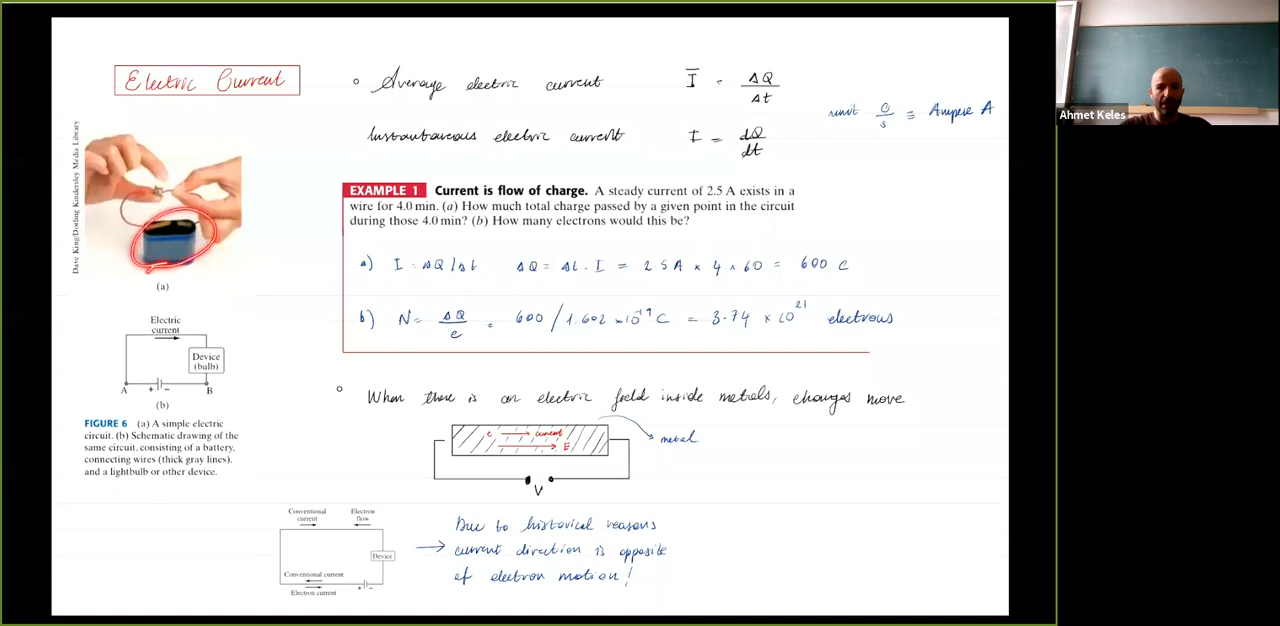 Electric Current
Average electric current I = ΔQ / Δt
unit C/s ≡ Ampere A
Instantaneous electric current I = dQ / dt
Dave King/Dorling Kindersley Media Library
(a)
Electric
current
Device
(bulb)
A + - B
(b)
FIGURE 6 (a) A simple electric
circuit. (b) Schematic drawing of the
same circuit, consisting of a battery,
connecting wires (thick gray lines),
and a lightbulb or other device.
EXAMPLE 1 Current is flow of charge. A steady current of 2.5 A exists in a
wire for 4.0 min. (a) How much total charge passed by a given point in the circuit
during those 4.0 min? (b) How many electrons would this be?
a) I = ΔQ/Δt ΔQ = Δt . I = 2.5 A × 4 × 60 = 600 C
b) N = ΔQ / e = 600 / 1.602 × 10^-19 C = 3.74 × 10^21 electrons
When there is an electric field inside metals, charges move
current
E
metal
V
Conventional
current
Electron
flow
Device
Conventional current
+ -
Electron current
Due to historical reasons
→ current direction is opposite
of electron motion!
Ahmet Keles